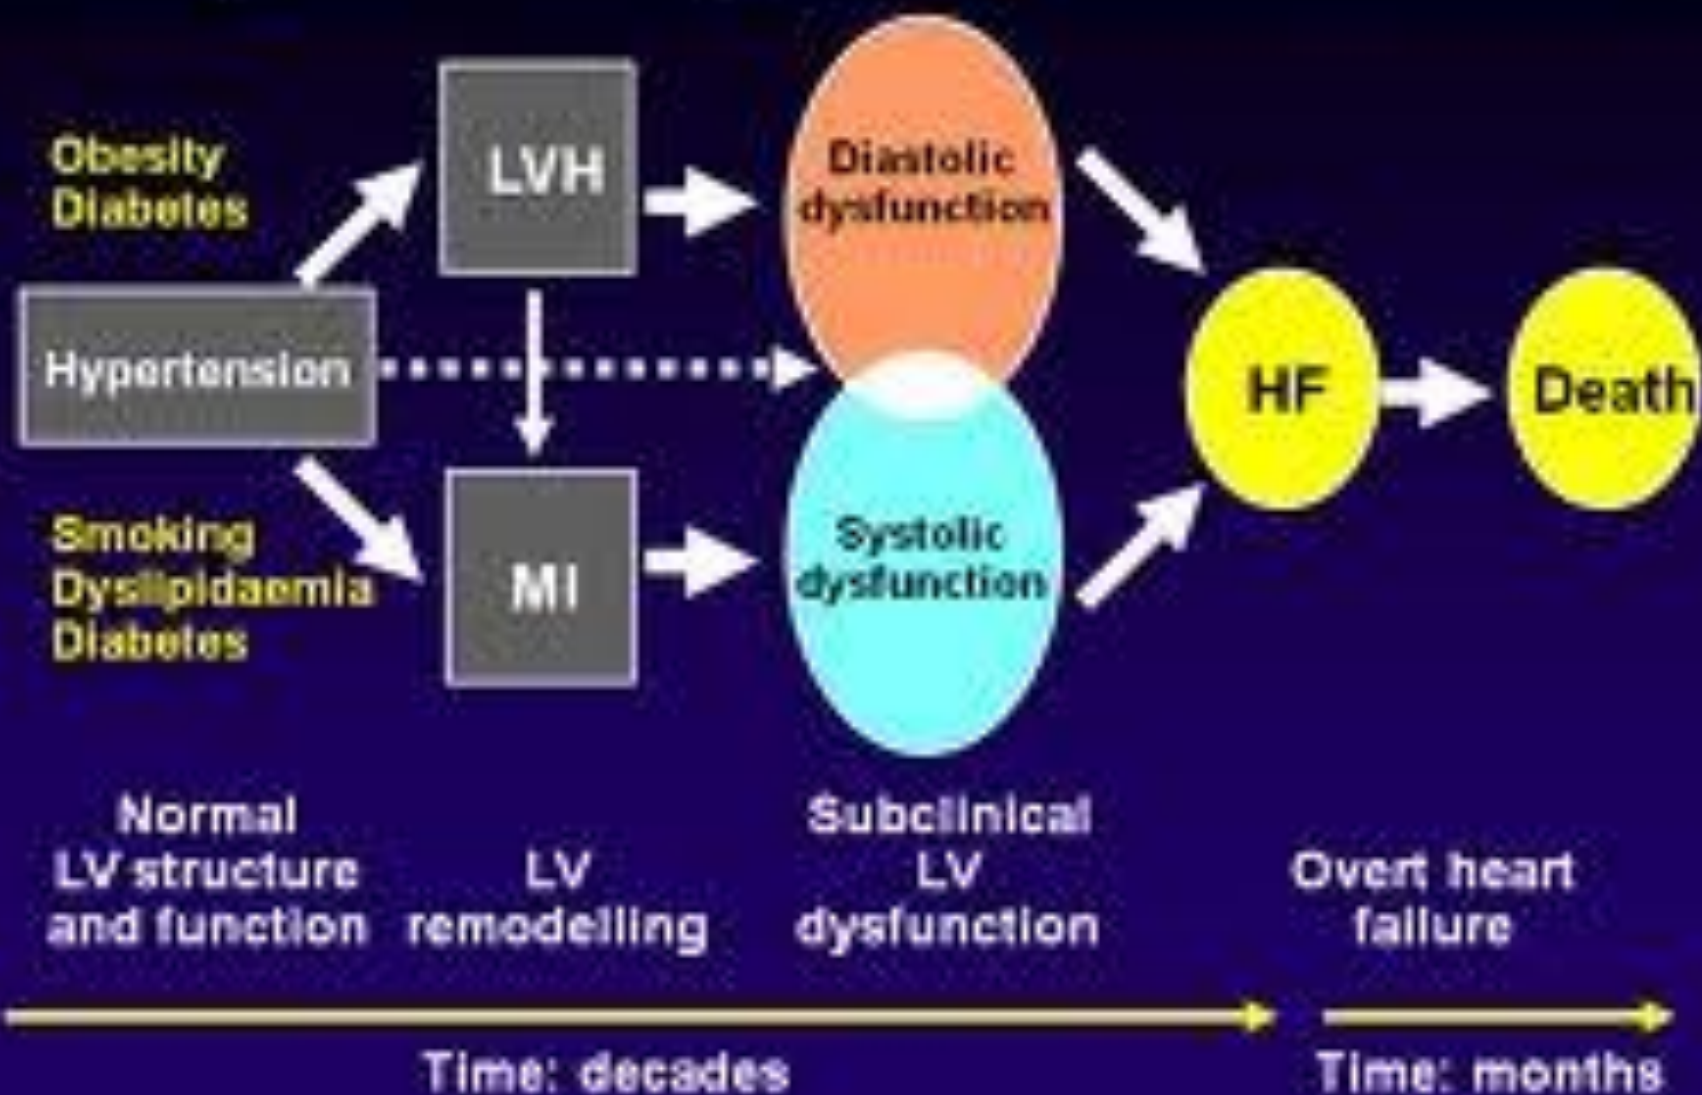 Obesity
Diabetes
LVH
Diastolic
dysfunction
Hypertension
HF
Death
Smoking
Dyslipidaemia
Diabetes
MI
Systolic
dysfunction
Normal
LV structure
and function
LV
remodelling
Subclinical
LV
dysfunction
Overt heart
failure
Time: decades
Time: months